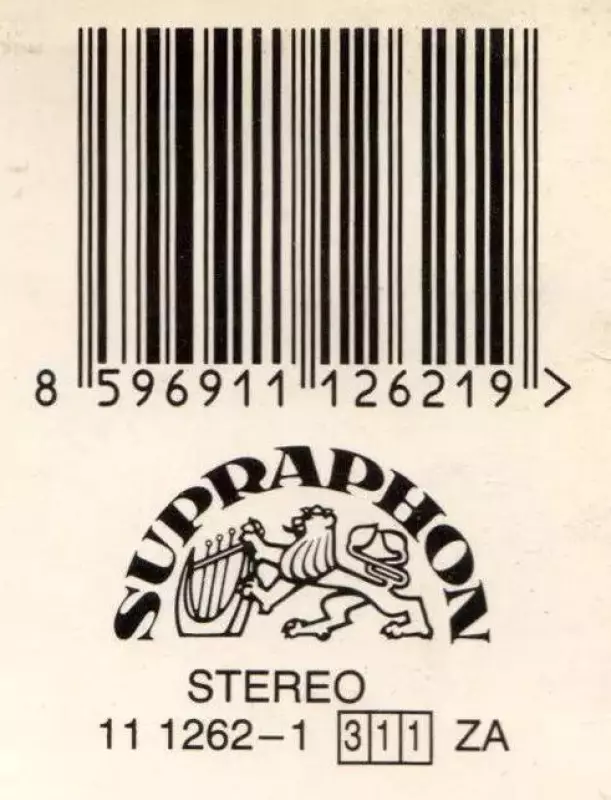 8 596911 126219 >
SUPRAPHON
STEREO
11 1262-1 311 ZA